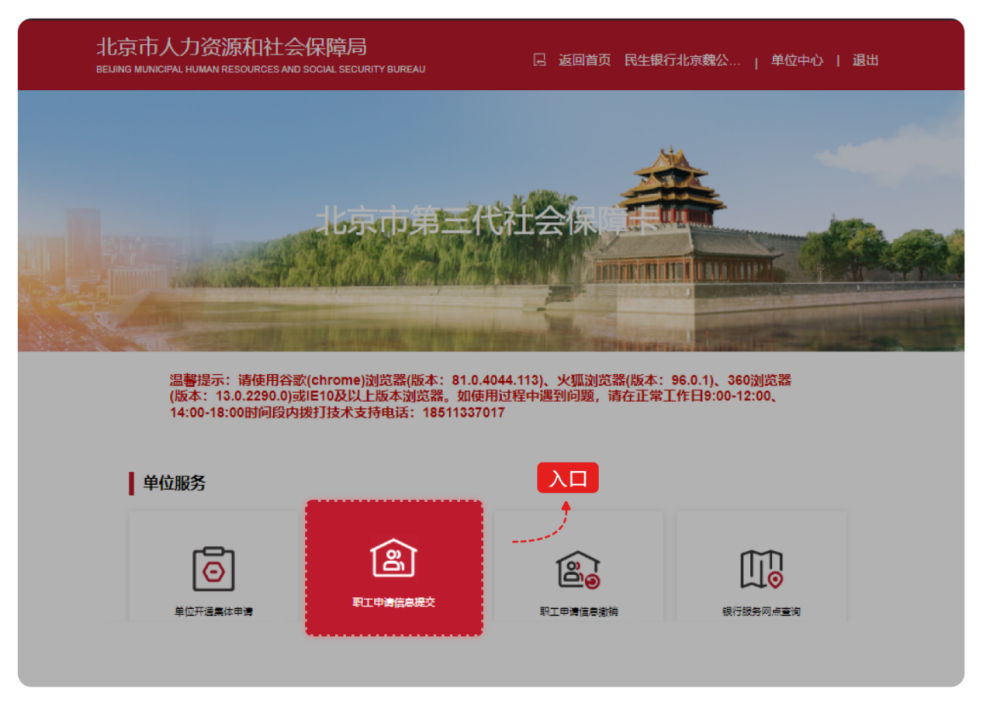 北京市人力资源和社会保障局
BEIJING MUNICIPAL HUMAN RESOURCES AND SOCIAL SECURITY BUREAU
返回首页 民生银行北京魏公... | 单位中心 | 退出
北京市第三代社会保障卡
温馨提示：请使用谷歌(chrome)浏览器(版本：81.0.4044.113)、火狐浏览器(版本：96.0.1)、360浏览器
(版本：13.0.2290.0)或IE10及以上版本浏览器。如使用过程中遇到问题，请在正常工作日9:00-12:00、
14:00-18:00时间段内拨打技术支持电话：18511337017
单位服务
入口
单位开通集体申请
职工申请信息提交
职工申请信息撤销
银行服务网点查询